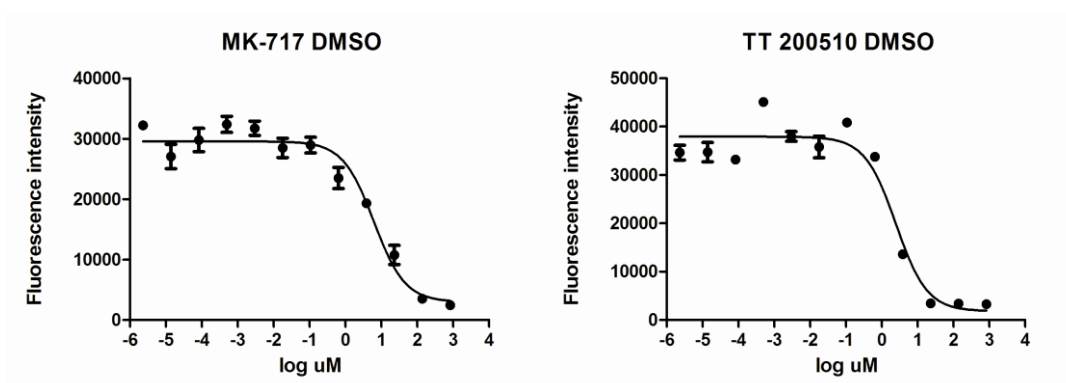 MK-717 DMSO
40000
30000
20000
10000
0
Fluorescence intensity
-6 -5 -4 -3 -2 -1 0 1 2 3 4
log uM
TT 200510 DMSO
50000
40000
30000
20000
10000
0
Fluorescence intensity
-6 -5 -4 -3 -2 -1 0 1 2 3 4
log uM